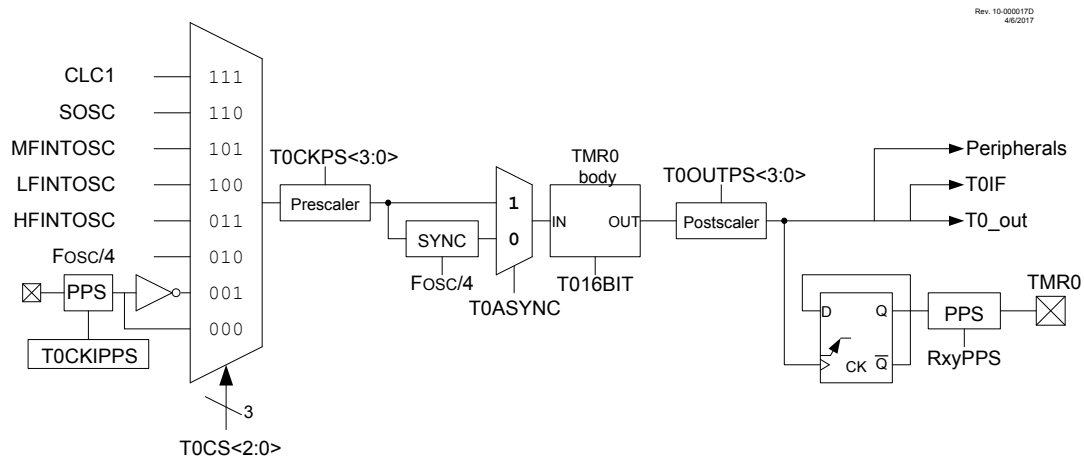 Rev. 10-000017D
4/6/2017
CLC1
111
SOSC
110
MFINTOSC
101
LFINTOSC
100
HFINTOSC
011
FOSC/4
010
PPS
001
000
T0CKIPPS
3
T0CS<2:0>
T0CKPS<3:0>
Prescaler
SYNC
FOSC/4
1
0
T0ASYNC
TMR0
body
IN
OUT
T016BIT
T0OUTPS<3:0>
Postscaler
Peripherals
T0IF
T0_out
D
Q
CK
Q
PPS
RxyPPS
TMR0